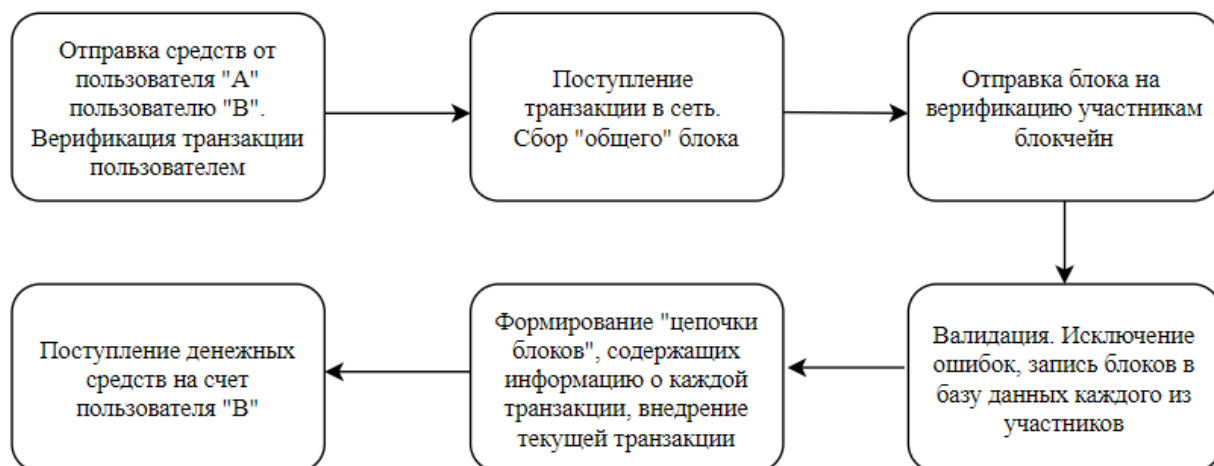 Отправка средств от
пользователя "А"
пользователю "В".
Верификация транзакции
пользователем
Поступление
транзакции в сеть.
Сбор "общего" блока
Отправка блока на
верификацию участникам
блокчейн
Валидация. Исключение
ошибок, запись блоков в
базу данных каждого из
участников
Формирование "цепочки
блоков", содержащих
информацию о каждой
транзакции, внедрение
текущей транзакции
Поступление денежных
средств на счет
пользователя "В"